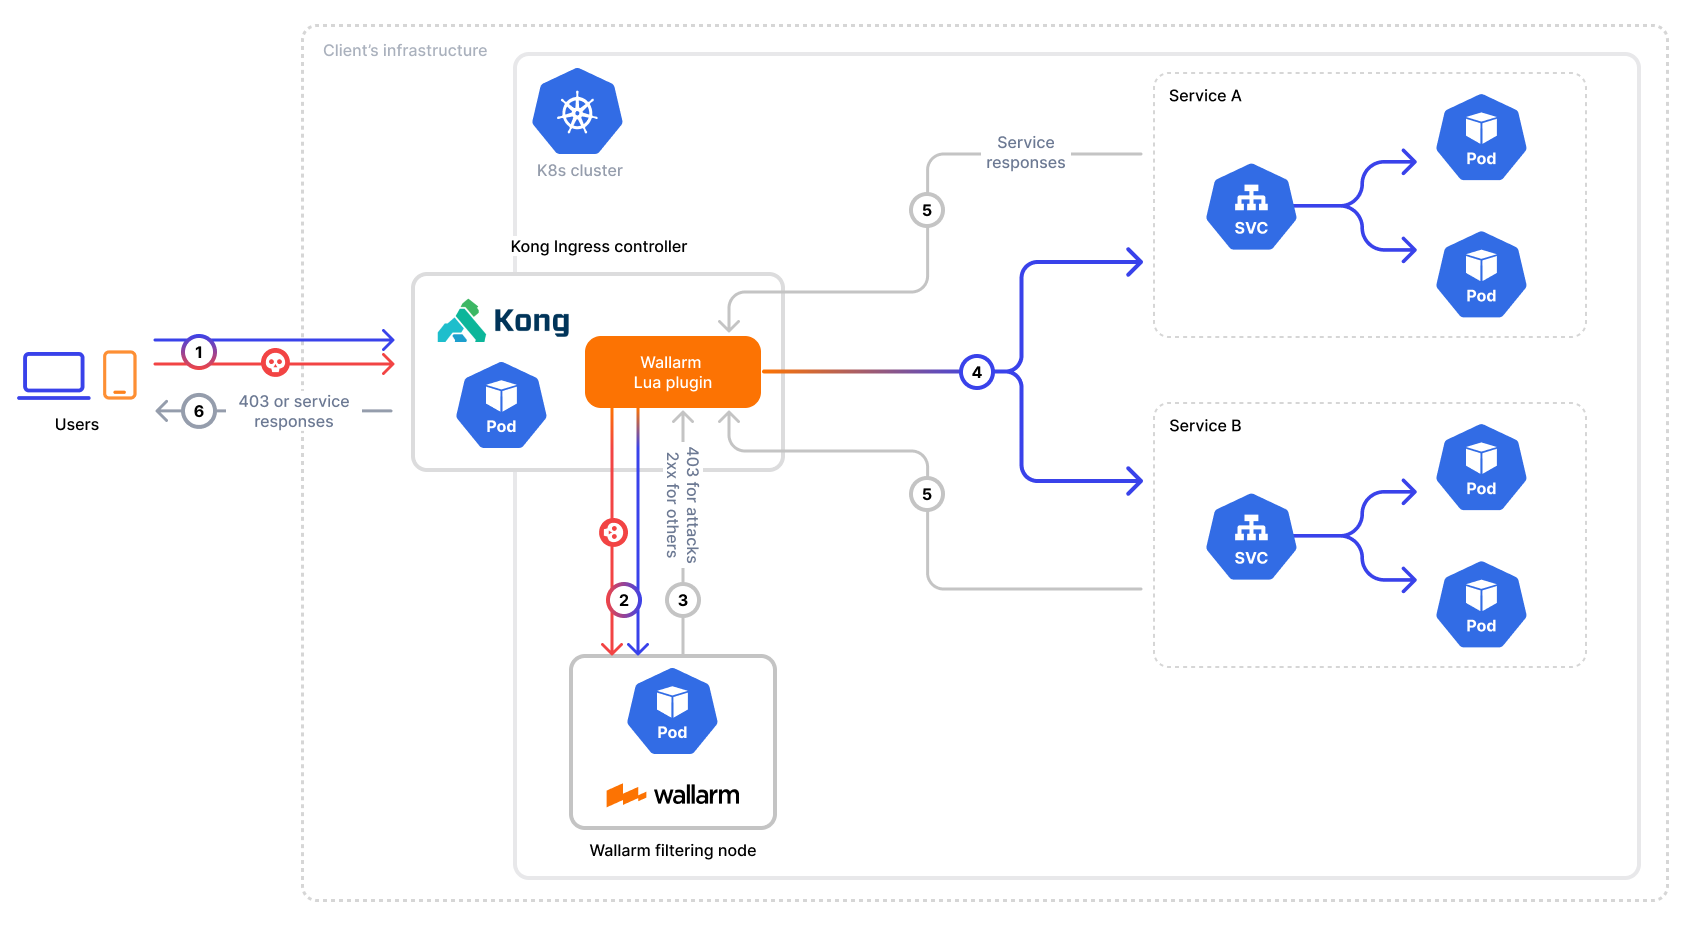 Client's infrastructure
K8s cluster
Kong Ingress controller
Kong
Pod
Wallarm
Lua plugin
Users
1
6
403 or service
responses
2
3
403 for attacks
2xx for others
Pod
wallarm
Wallarm filtering node
Service
responses
5
4
5
Service A
SVC
Pod
Pod
Service B
SVC
Pod
Pod